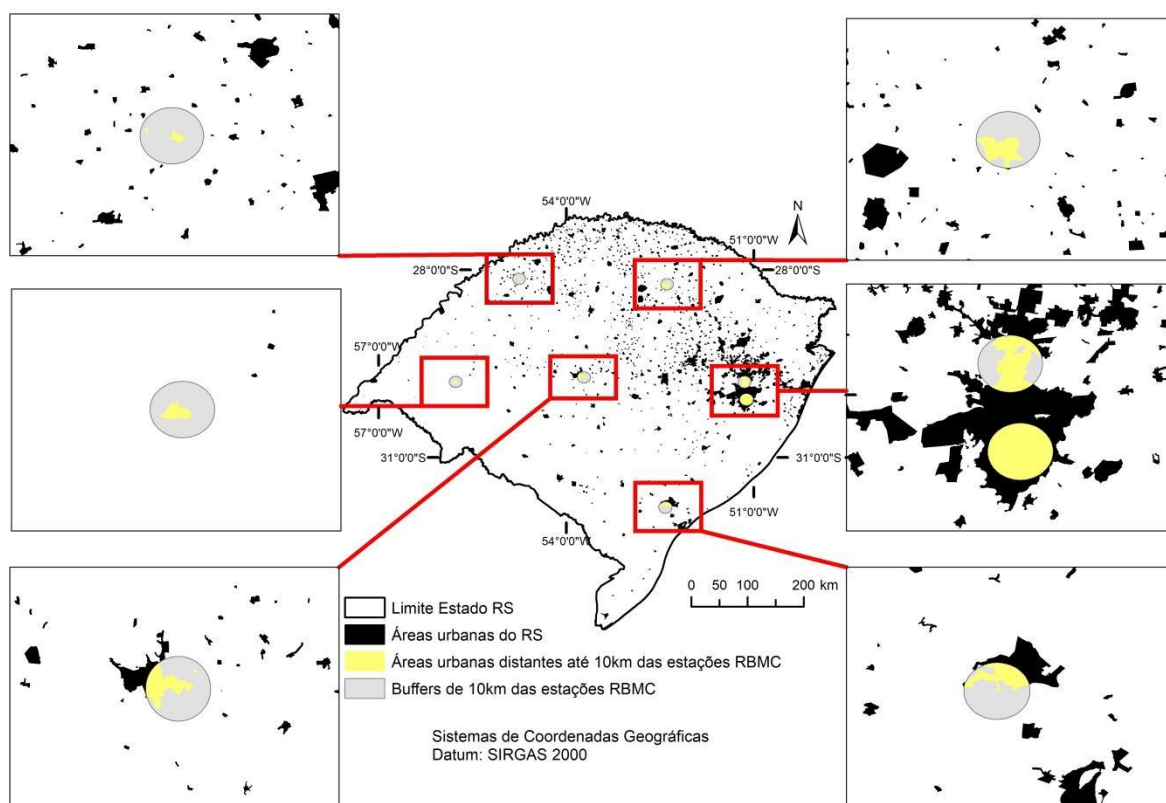 54°0'0"W
N
51°0'0"W
28°0'0"S
28°0'0"S
57°0'0"W
57°0'0"W
31°0'0"S
31°0'0"S
51°0'0"W
54°0'0"W
0 50 100 200 km
Limite Estado RS
Áreas urbanas do RS
Áreas urbanas distantes até 10km das estações RBMC
Buffers de 10km das estações RBMC
Sistemas de Coordenadas Geográficas
Datum: SIRGAS 2000